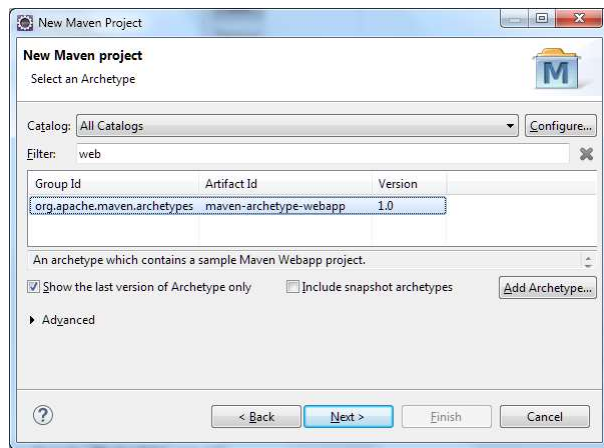 New Maven Project
New Maven project
Select an Archetype
M
Catalog: All Catalogs Configure...
Filter: web
Group Id Artifact Id Version
org.apache.maven.archetypes maven-archetype-webapp 1.0
An archetype which contains a sample Maven Webapp project.
Show the last version of Archetype only Include snapshot archetypes Add Archetype...
Advanced
? < Back Next > Finish Cancel